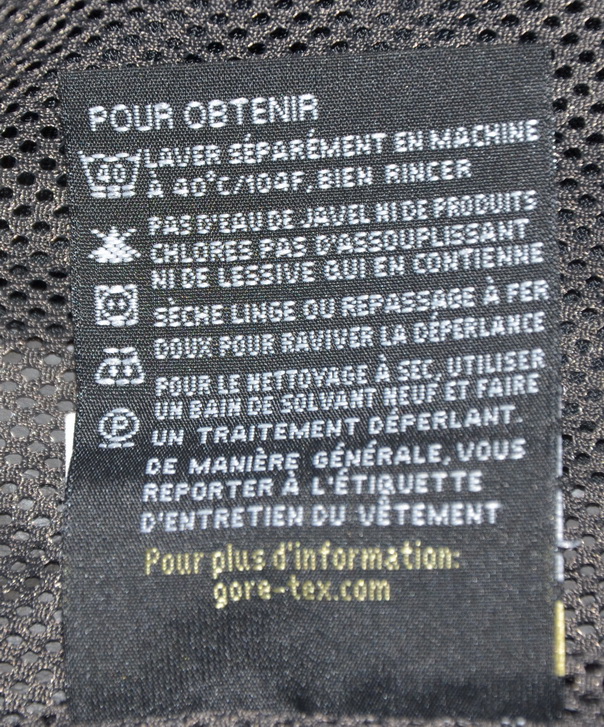 POUR OBTENIR
40 LAVER SÉPARÉMENT EN MACHINE
À 40°C/104F, BIEN RINCER
PAS D'EAU DE JAVEL NI DE PRODUITS
CHLORES PAS D'ASSOUPLISSANT
NI DE LESSIVE QUI EN CONTIENNE
SÈCHE LINGE OU REPASSAGE À FER
DOUX POUR RAVIVER LA DÉPERLANCE
POUR LE NETTOYAGE À SEC, UTILISER
UN BAIN DE SOLVANT NEUF ET FAIRE
P UN TRAITEMENT DÉPERLANT.
DE MANIÈRE GÉNÉRALE, VOUS
REPORTER À L'ÉTIQUETTE
D'ENTRETIEN DU VÊTEMENT
Pour plus d'information:
gore-tex.com